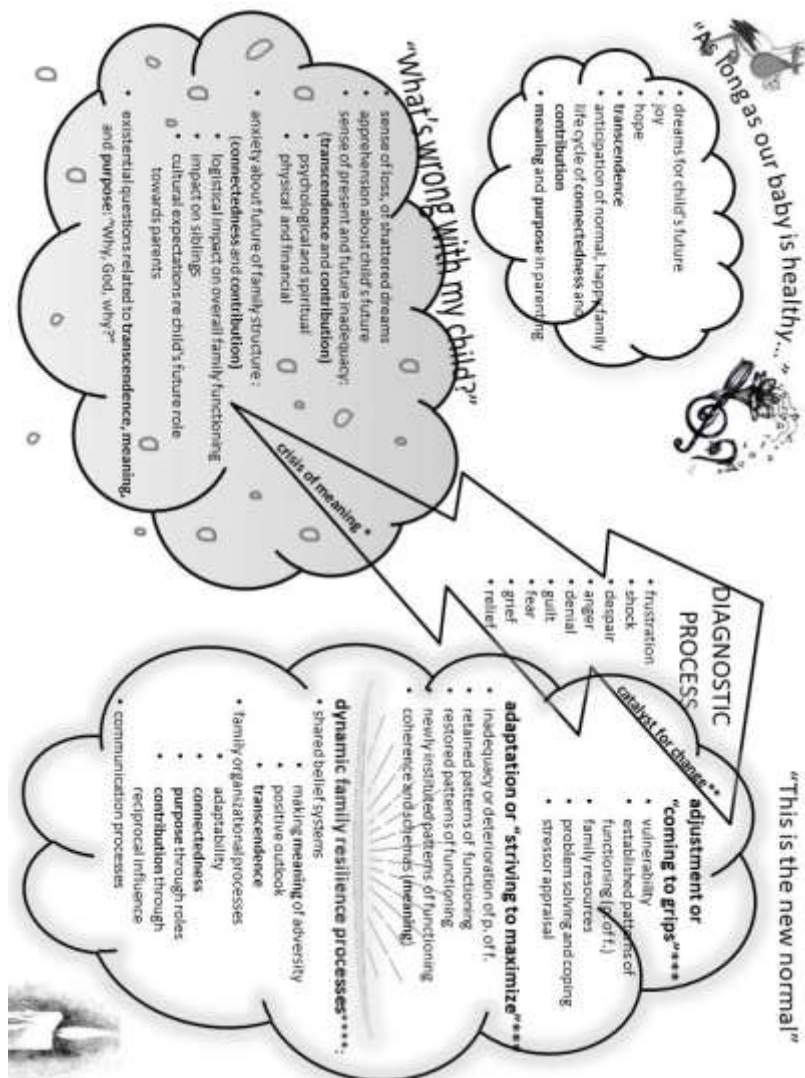 "As long as our baby is healthy..."
• dreams for child's future
• joy
• hope
• transcendence
• anticipation of normal, happy family
life cycle of connectedness and
contribution
• meaning and purpose in parenting
"What's wrong with my child?"
• sense of loss, of shattered dreams
• apprehension about child's future
• sense of present and future inadequacy:
(transcendence and contribution)
• psychological and spiritual
• physical and financial
• anxiety about future of family structure :
(connectedness and contribution)
• logistical impact on overall family functioning
• impact on siblings
• cultural expectations re child's future role
towards parents
• existential questions related to transcendence, meaning,
and purpose: "Why, God, why?"
crisis of meaning *
DIAGNOSTIC
PROCESS
• frustration
• shock
• despair
• anger
• denial
• guilt
• fear
• grief
• relief
catalyst for change**
"This is the new normal"
adjustment or
"coming to grips"***
• vulnerability
• established patterns of
functioning (p. of f.)
• family resources
• problem solving and coping
• stressor appraisal
adaptation or "striving to maximize"***
• inadequacy or deterioration of p. of f.
• retained patterns of functioning
• restored patterns of functioning
• newly instituted patterns of functioning
• coherence and schemas (meaning)
dynamic family resilience processes****:
• shared belief systems
• making meaning of adversity
• positive outlook
• transcendence
• family organizational processes
• adaptability
• connectedness
• purpose through roles
• contribution through
reciprocal influence
• communication processes